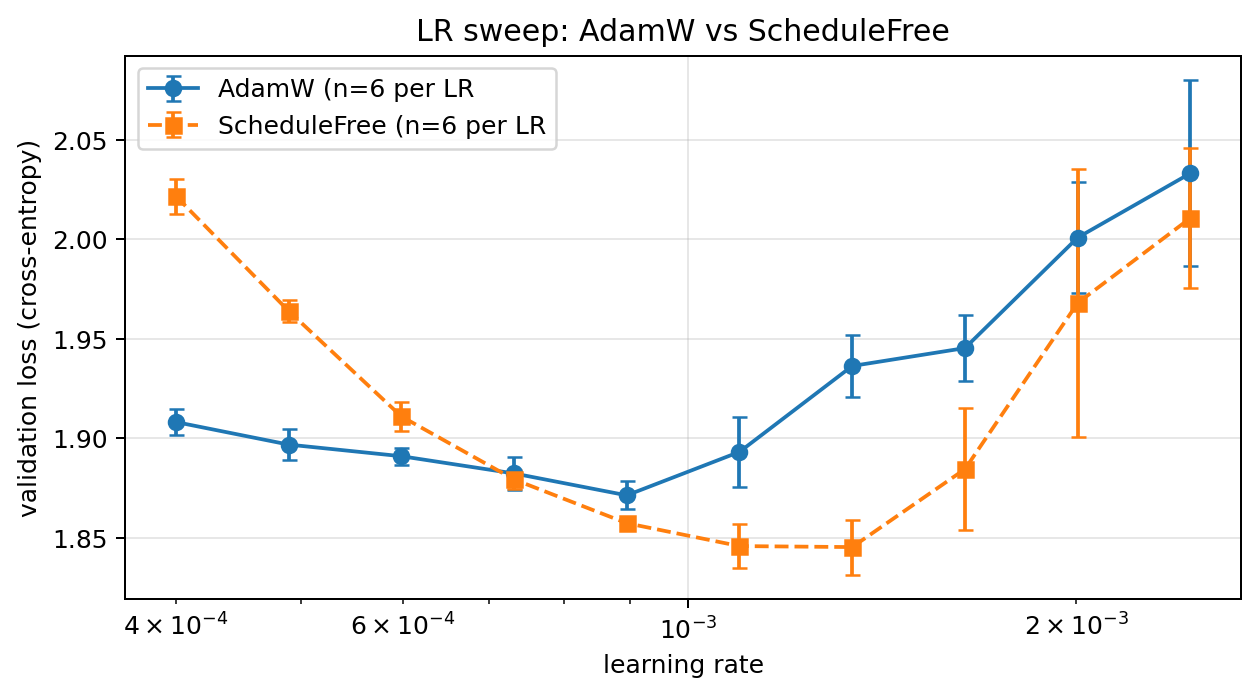 LR sweep: AdamW vs ScheduleFree
AdamW (n=6 per LR
ScheduleFree (n=6 per LR
validation loss (cross-entropy)
2.05
2.00
1.95
1.90
1.85
4 × 10⁻⁴
6 × 10⁻⁴
10⁻³
2 × 10⁻³
learning rate